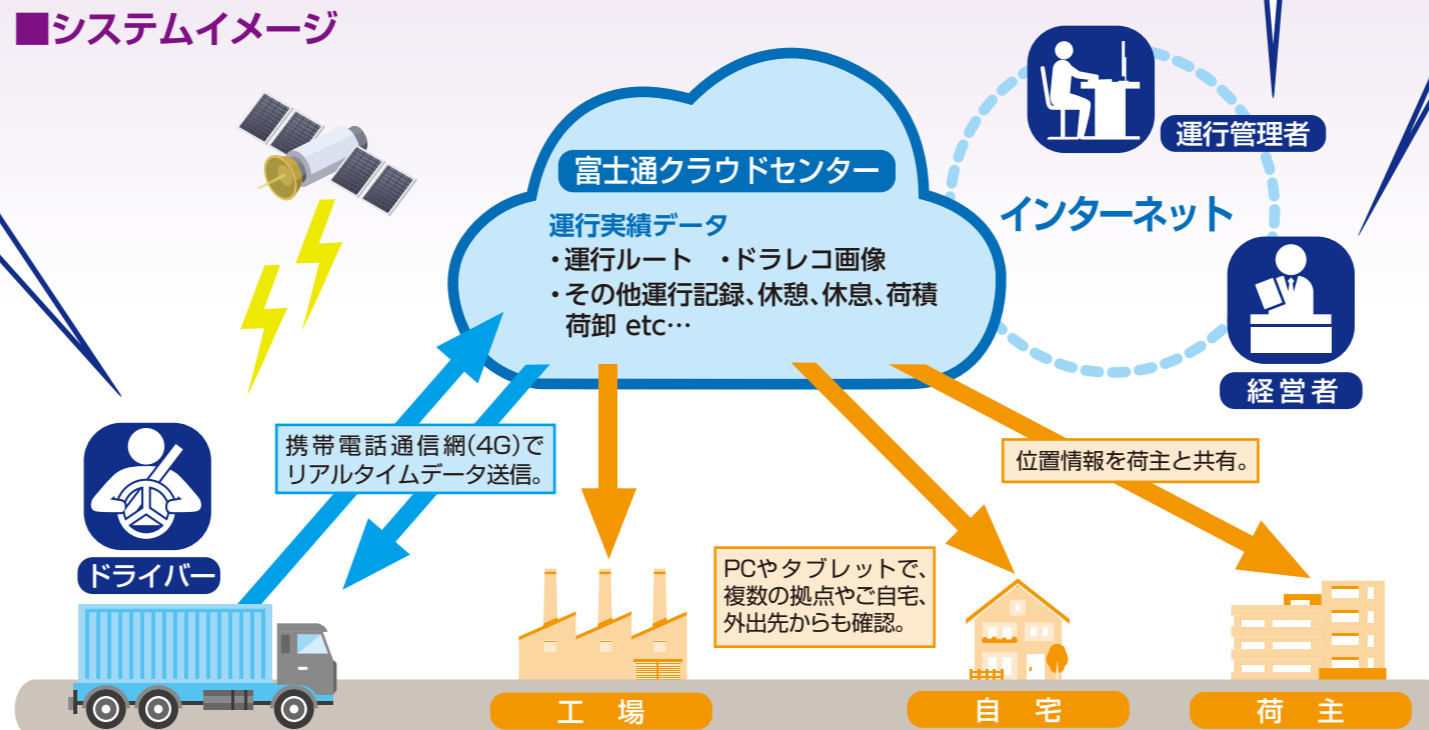 ■システムイメージ
富士通クラウドセンター
運行実績データ
・運行ルート ・ドラレコ画像
・その他運行記録、休憩、休息、荷積
荷卸 etc…
運行管理者
インターネット
経営者
携帯電話通信網(4G)で
リアルタイムデータ送信。
位置情報を荷主と共有。
ドライバー
PCやタブレットで、
複数の拠点やご自宅、
外出先からも確認。
工場
自宅
荷主